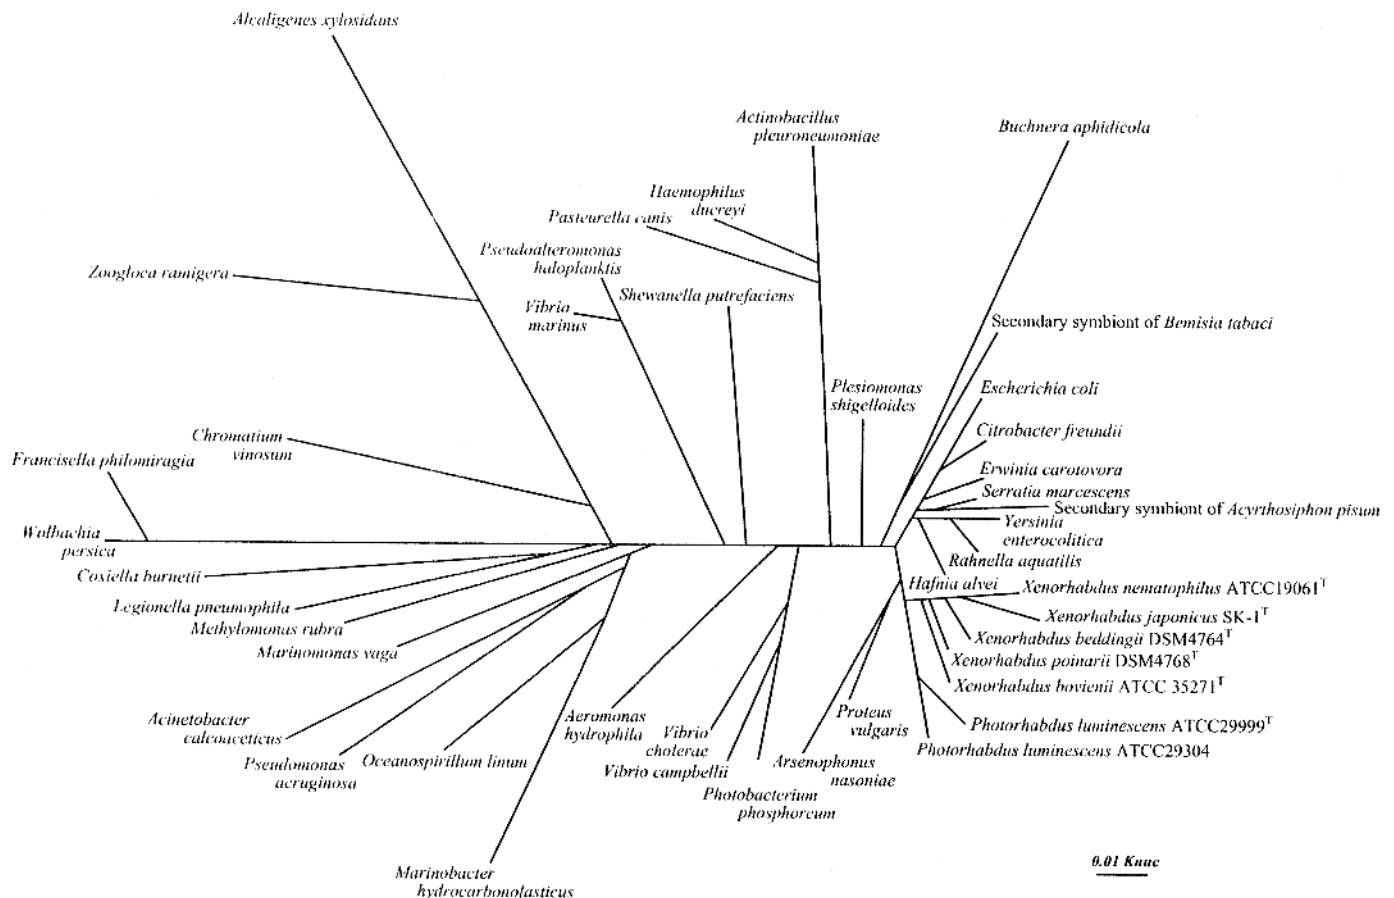 Alcaligenes xylosidans
Actinobacillus
pleuroneumoniae
Buchnera aphidicola
Haemophilus
ducreyi
Pasteurella canis
Pseudoalteromonas
haloplanktis
Zoogloea ramigera
Shewanella putrefaciens
Vibrio
marinus
Secondary symbiont of Bemisia tabaci
Plesiomonas
shigelloides
Escherichia coli
Chromatium
vinosum
Citrobacter freundii
Francisella philomiragia
Erwinia carotovora
Serratia marcescens
Secondary symbiont of Acyrthosiphon pisum
Yersinia
enterocolitica
Wolbachia
persica
Rahnella aquatilis
Coxiella burnetii
Hafnia alvei
Xenorhabdus nematophilus ATCC19061T
Legionella pneumophila
Xenorhabdus japonicus SK-1T
Methylomonas rubra
Xenorhabdus beddingii DSM4764T
Marinomonas vaga
Xenorhabdus poinarii DSM4768T
Xenorhabdus bovienii ATCC 35271T
Acinetobacter
calcoaceticus
Aeromonas
hydrophila
Proteus
vulgaris
Photorhabdus luminescens ATCC29999T
Vibrio
cholerae
Photorhabdus luminescens ATCC29304
Pseudomonas
aeruginosa
Oceanospirillum linum
Vibrio campbellii
Arsenophonus
nasoniae
Photobacterium
phosphoreum
Marinobacter
hydrocarbonolasticus
0.01 Knuc